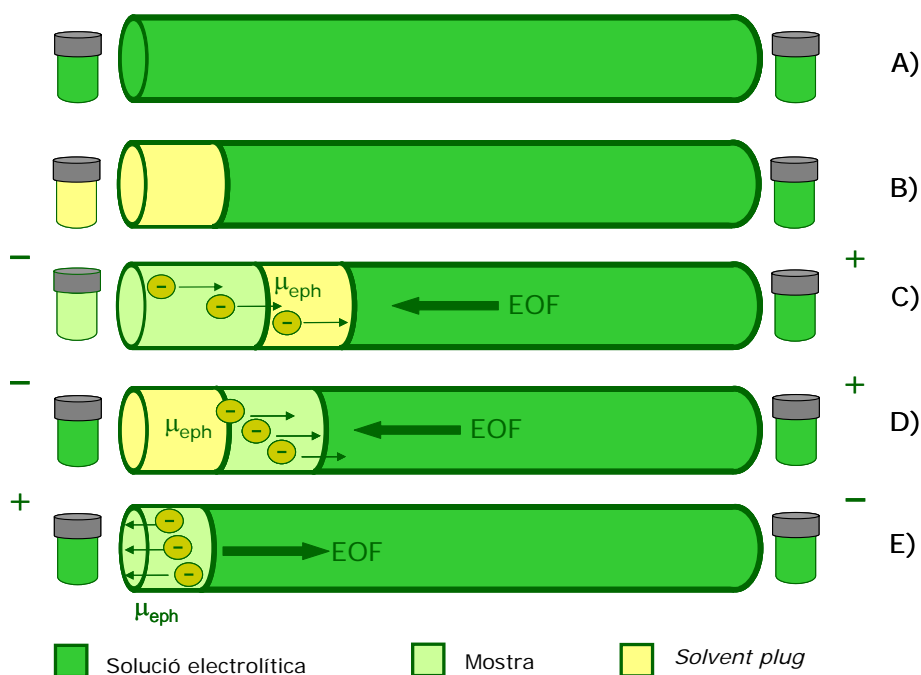 A)
B)
− +
μeph
− − −
EOF
C)
− +
μeph
− − −
EOF
D)
+ −
− − −
EOF
E)
μeph
Solució electrolítica
Mostra
Solvent plug